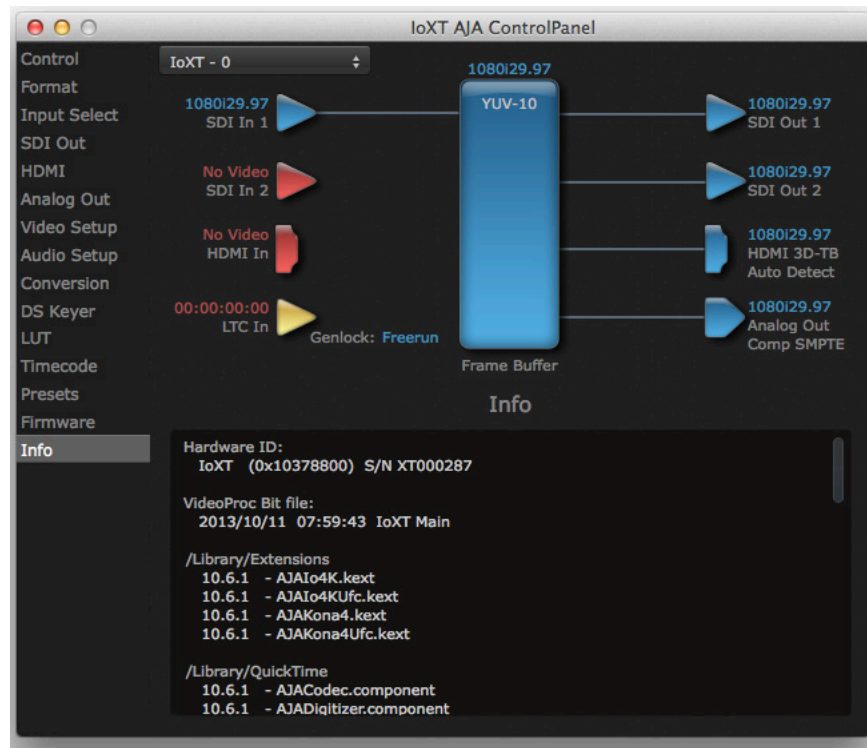 IoXT AJA ControlPanel
Control
Format
Input Select
SDI Out
HDMI
Analog Out
Video Setup
Audio Setup
Conversion
DS Keyer
LUT
Timecode
Presets
Firmware
Info
IoXT - 0
1080i29.97
SDI In 1
No Video
SDI In 2
No Video
HDMI In
00:00:00:00
LTC In
Genlock: Freerun
1080i29.97
YUV-10
Frame Buffer
1080i29.97
SDI Out 1
1080i29.97
SDI Out 2
1080i29.97
HDMI 3D-TB
Auto Detect
1080i29.97
Analog Out
Comp SMPTE
Info
Hardware ID:
IoXT (0x10378800) S/N XT000287
VideoProc Bit file:
2013/10/11 07:59:43 IoXT Main
/Library/Extensions
10.6.1 - AJAIo4K.kext
10.6.1 - AJAIo4KUfc.kext
10.6.1 - AJAKona4.kext
10.6.1 - AJAKona4Ufc.kext
/Library/QuickTime
10.6.1 - AJACodec.component
10.6.1 - AJADigitizer.component